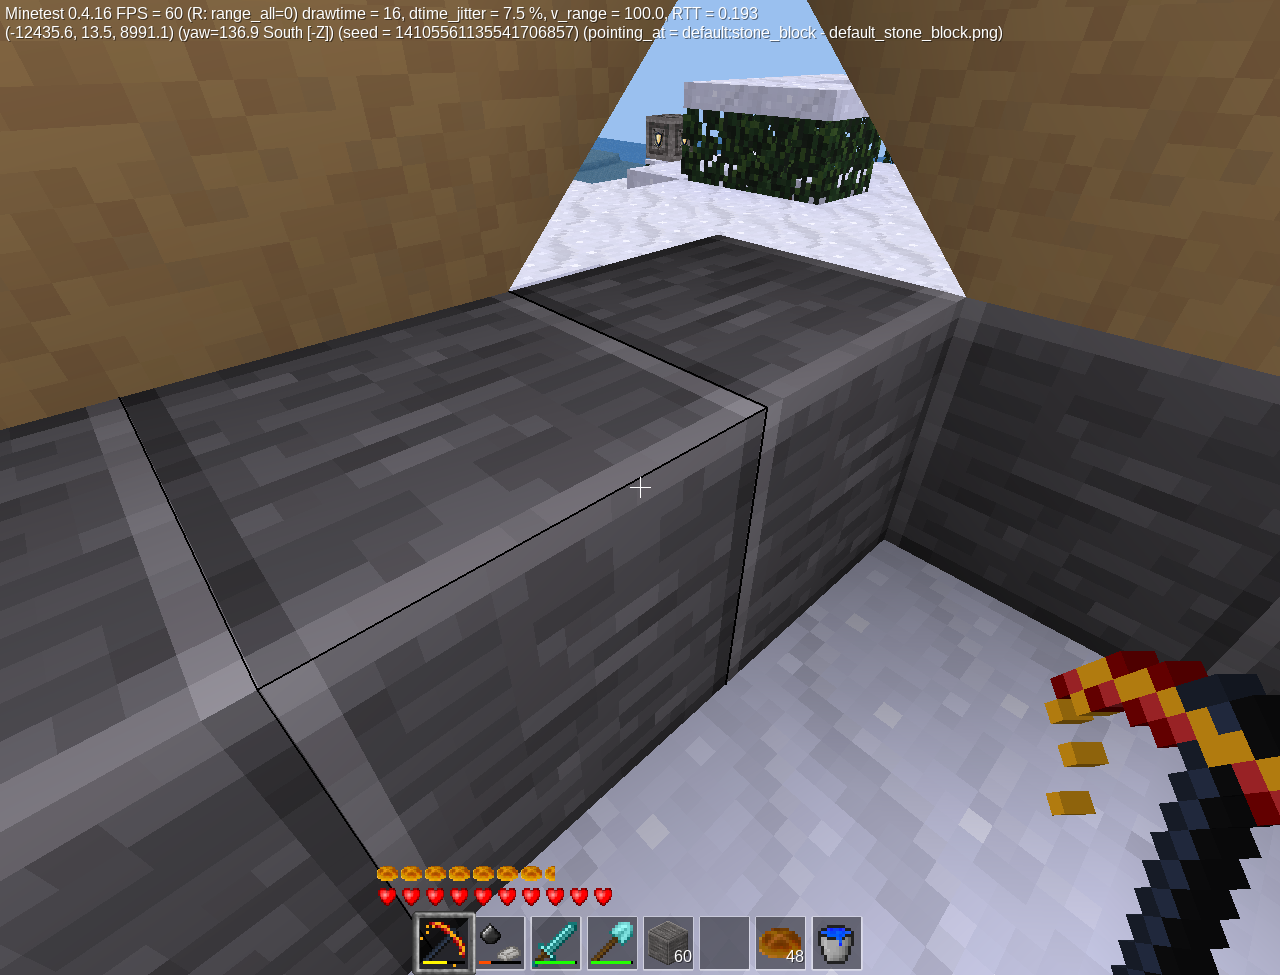 Minetest 0.4.16 FPS = 60 (R: range_all=0) drawtime = 16, dtime_jitter = 7.5 %, v_range = 100.0, RTT = 0.193
(-12435.6, 13.5, 8991.1) (yaw=136.9 South [-Z]) (seed = 14105561135541706857) (pointing_at = default:stone_block - default_stone_block.png)
60
48